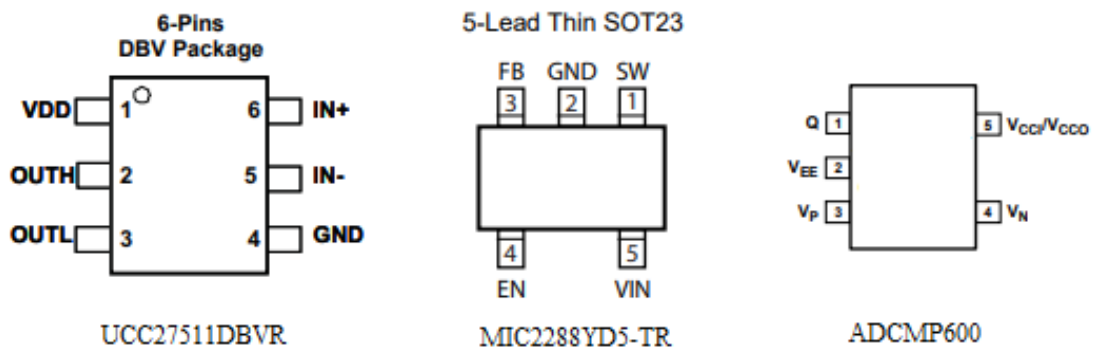 6-Pins
DBV Package
VDD 1 6 IN+
OUTH 2 5 IN-
OUTL 3 4 GND
UCC27511DBVR
5-Lead Thin SOT23
FB GND SW
3 2 1
4 5
EN VIN
MIC2288YD5-TR
Q 1 5 VCCI/VCCO
VEE 2
VP 3 4 VN
ADCMP600